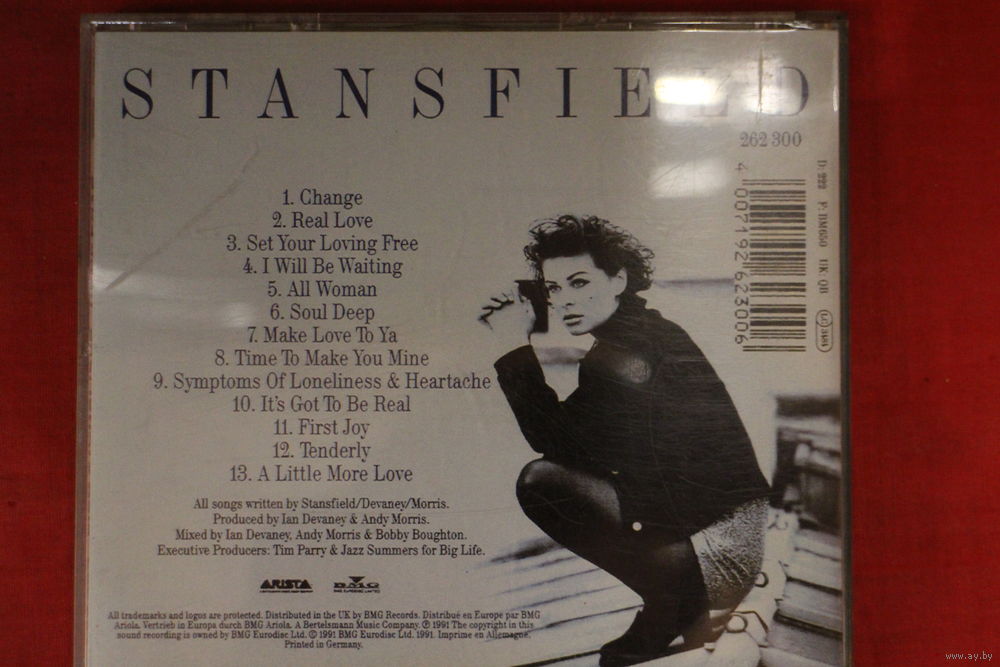 STANSFIELD
262 300
4 007192 623006
D: 222 F: BM650 UK: OB
LC 3484
1. Change
2. Real Love
3. Set Your Loving Free
4. I Will Be Waiting
5. All Woman
6. Soul Deep
7. Make Love To Ya
8. Time To Make You Mine
9. Symptoms Of Loneliness & Heartache
10. It's Got To Be Real
11. First Joy
12. Tenderly
13. A Little More Love
All songs written by Stansfield/Devaney/Morris.
Produced by Ian Devaney & Andy Morris.
Mixed by Ian Devaney, Andy Morris & Bobby Boughton.
Executive Producers: Tim Parry & Jazz Summers for Big Life.
ARISTA BMG
All trademarks and logos are protected. Distributed in the UK by BMG Records. Distribué en Europe par BMG
Ariola. Vertrieb in Europa durch BMG Ariola. A Bertelsmann Music Company. ℗ 1991 The copyright in this
sound recording is owned by BMG Eurodisc Ltd. © 1991 BMG Eurodisc Ltd. 1991. Imprime en Allemagne.
Printed in Germany.
www.ay.by